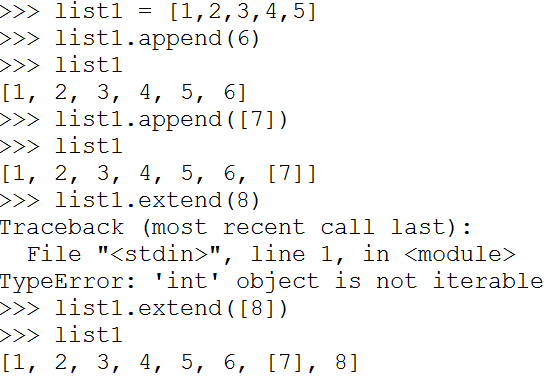 >>> list1 = [1,2,3,4,5]
>>> list1.append(6)
>>> list1
[1, 2, 3, 4, 5, 6]
>>> list1.append([7])
>>> list1
[1, 2, 3, 4, 5, 6, [7]]
>>> list1.extend(8)
Traceback (most recent call last):
  File "<stdin>", line 1, in <module>
TypeError: 'int' object is not iterable
>>> list1.extend([8])
>>> list1
[1, 2, 3, 4, 5, 6, [7], 8]